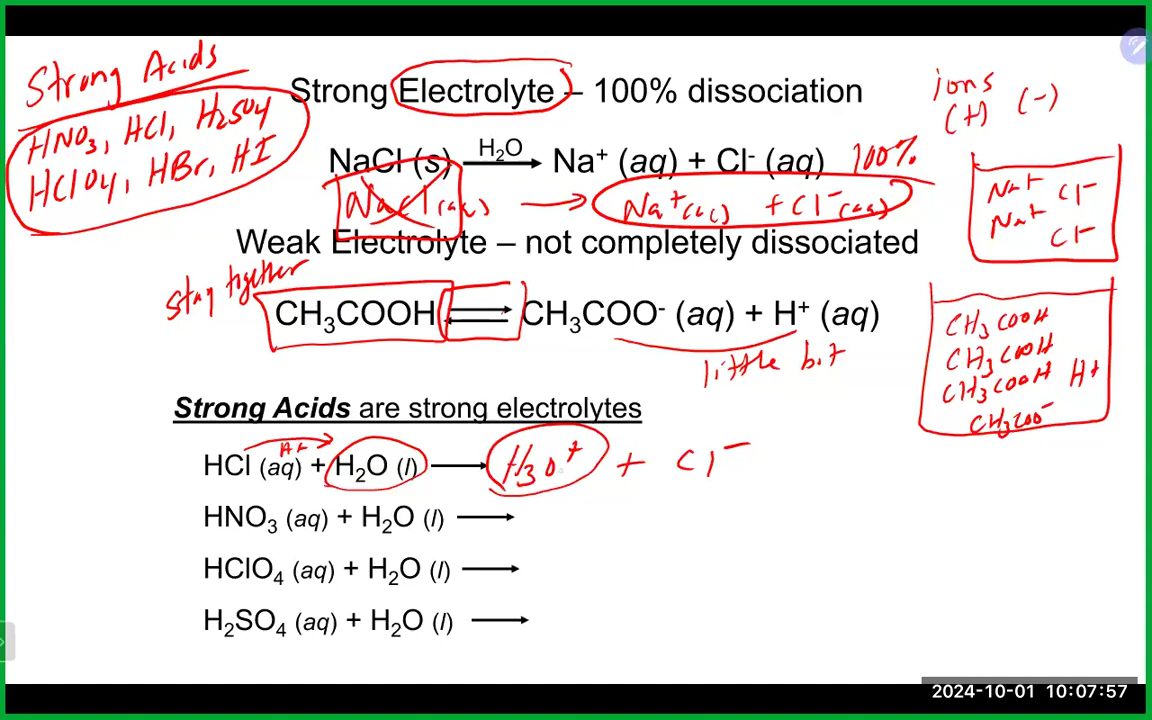 Strong Acids
HNO₃, HCl, H₂SO₄
HClO₄, HBr, HI
Strong Electrolyte – 100% dissociation
ions
(+) (-)
NaCl (s) —H₂O→ Na⁺ (aq) + Cl⁻ (aq) 100%
NaCl(aq) → Na⁺(aq) + Cl⁻(aq)
Na⁺ Cl⁻
Na⁺
Cl⁻
Weak Electrolyte – not completely dissociated
stay together
CH₃COOH ⇌ CH₃COO⁻ (aq) + H⁺ (aq)
little bit
CH₃COOH
CH₃COOH
CH₃COOH H⁺
CH₃COO⁻
Strong Acids are strong electrolytes
H⁺
HCl (aq) + H₂O (l) → H₃O⁺ + Cl⁻
HNO₃ (aq) + H₂O (l) →
HClO₄ (aq) + H₂O (l) →
H₂SO₄ (aq) + H₂O (l) →
2024-10-01 10:07:57